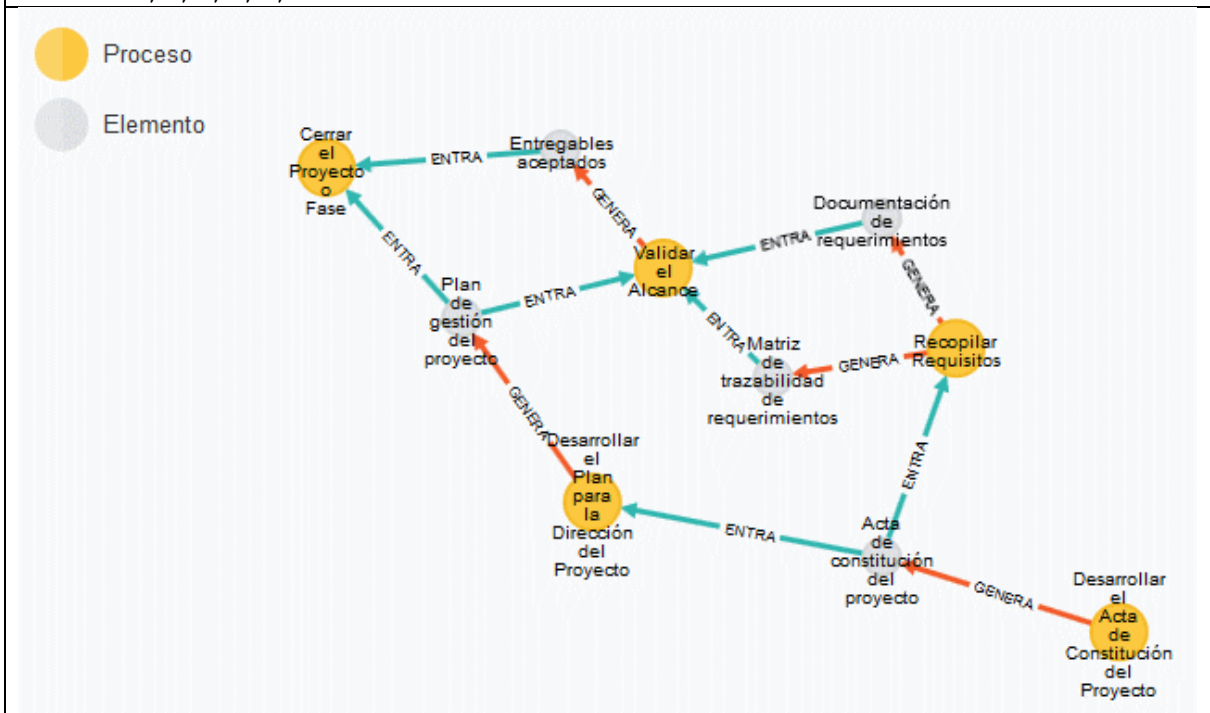 Proceso
Elemento
Cerrar
el
Proyecto
o
Fase
ENTRA
Entregables
aceptados
GENERA
Documentación
de
requerimientos
ENTRA
Validar
el
Alcance
GENERA
ENTRA
Plan
de
gestión
del
proyecto
ENTRA
ENTRA
Matriz
de
trazabilidad
de
requerimientos
GENERA
Recopilar
Requisitos
GENERA
Desarrollar
el
Plan
para
la
Dirección
del
Proyecto
ENTRA
ENTRA
Acta
de
constitución
del
proyecto
GENERA
Desarrollar
el
Acta
de
Constitución
del
Proyecto